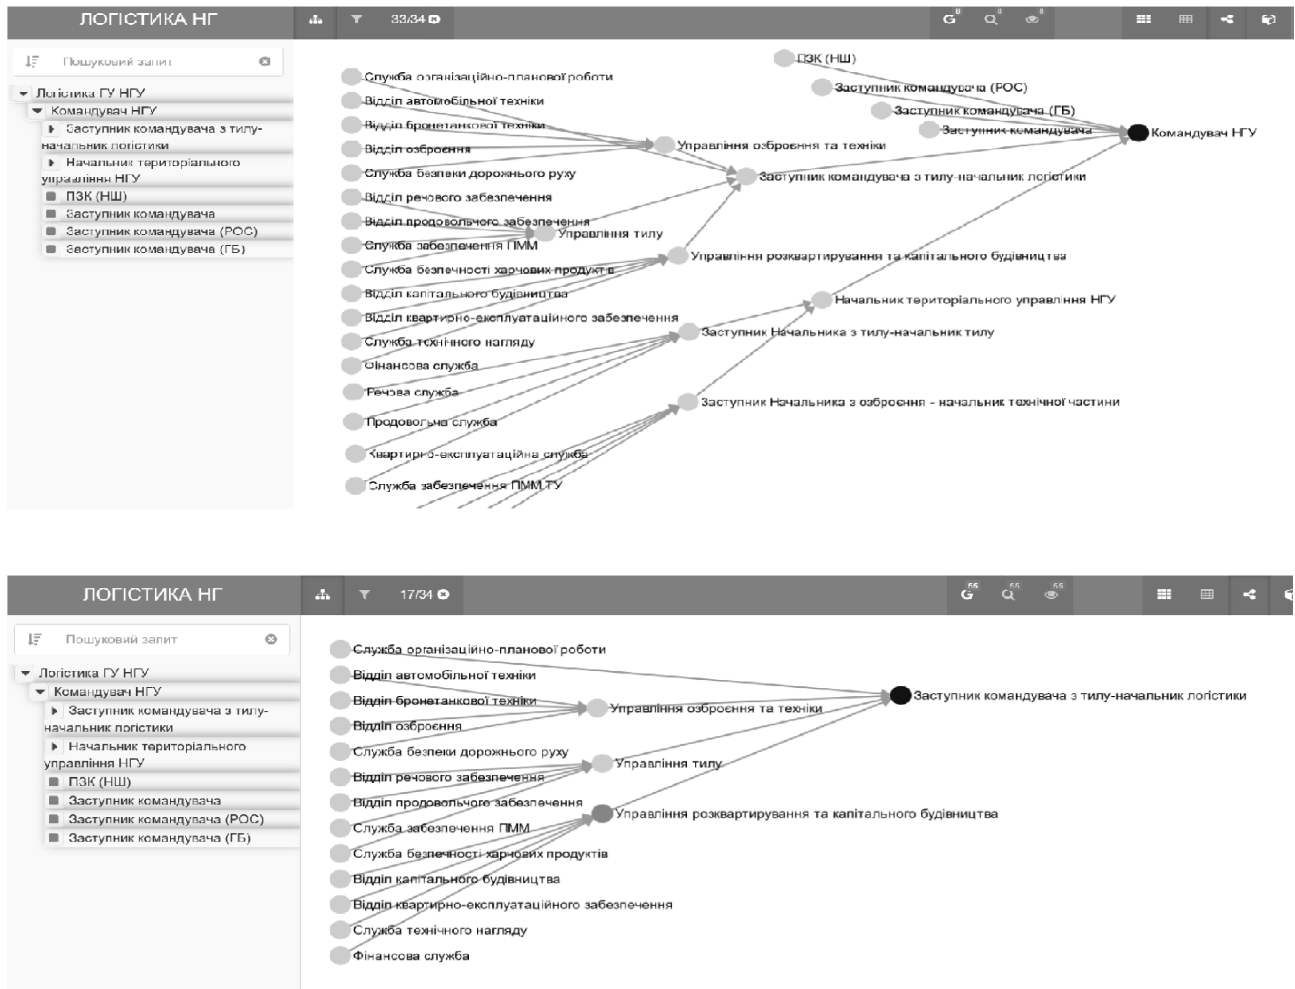 ЛОГІСТИКА НГ
33/34
G
8
8
8
Пошуковий запит
Логістика ГУ НГУ
Командувач НГУ
Заступник командувача з тилу-
начальник логістики
Начальник територіального
управління НГУ
ПЗК (НШ)
Заступник командувача
Заступник командувача (РОС)
Заступник командувача (ГБ)
ПЗК (НШ)
Служба організаційно-планової роботи
Заступник командувача (РОС)
Відділ автомобільної техніки
Заступник командувача (ГБ)
Відділ бронетанкової техніки
Заступник командувача
Командувач НГУ
Відділ озброєння
Управління озброєння та техніки
Служба безпеки дорожнього руху
Заступник командувача з тилу-начальник логістики
Відділ речового забезпечення
Відділ продовольчого забезпечення
Управління тилу
Служба забезпечення ПММ
Управління розквартирування та капітального будівництва
Служба безпечності харчових продуктів
Відділ капітального будівництва
Начальник територіального управління НГУ
Відділ квартирно-експлуатаційного забезпечення
Заступник Начальника з тилу-начальник тилу
Служба технічного нагляду
Фінансова служба
Речова служба
Заступник Начальника з озброєння - начальник технічної частини
Продовольча служба
Квартирно-експлуатаційна служба
Служба забезпечення ПММ ТУ
ЛОГІСТИКА НГ
17/34
G
55
55
55
Пошуковий запит
Логістика ГУ НГУ
Командувач НГУ
Заступник командувача з тилу-
начальник логістики
Начальник територіального
управління НГУ
ПЗК (НШ)
Заступник командувача
Заступник командувача (РОС)
Заступник командувача (ГБ)
Служба організаційно-планової роботи
Відділ автомобільної техніки
Заступник командувача з тилу-начальник логістики
Відділ бронетанкової техніки
Управління озброєння та техніки
Відділ озброєння
Служба безпеки дорожнього руху
Управління тилу
Відділ речового забезпечення
Відділ продовольчого забезпечення
Управління розквартирування та капітального будівництва
Служба забезпечення ПММ
Служба безпечності харчових продуктів
Відділ капітального будівництва
Відділ квартирно-експлуатаційного забезпечення
Служба технічного нагляду
Фінансова служба